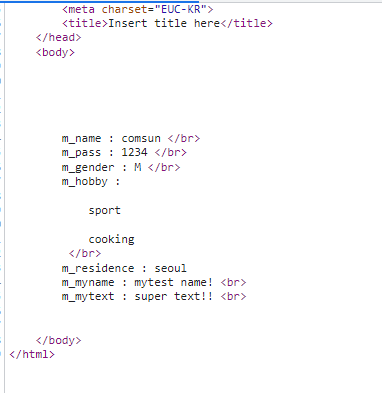 <meta charset="EUC-KR">
<title>Insert title here</title>
</head>
<body>
m_name : comsun </br>
m_pass : 1234 </br>
m_gender : M </br>
m_hobby :
sport
cooking
</br>
m_residence : seoul
m_myname : mytest name! <br>
m_mytext : super text!! <br>
</body>
</html>